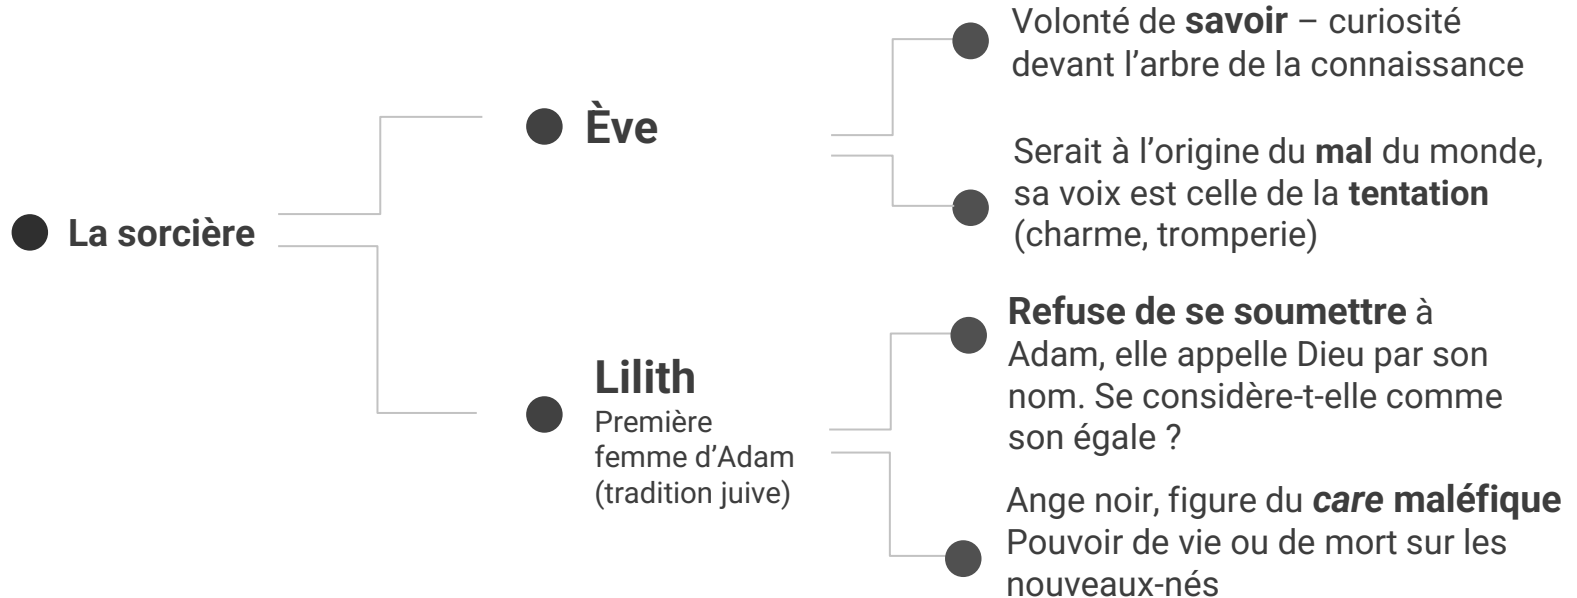 La sorcière
Ève
Volonté de savoir – curiosité
devant l’arbre de la connaissance
Serait à l’origine du mal du monde,
sa voix est celle de la tentation
(charme, tromperie)
Lilith
Première
femme d’Adam
(tradition juive)
Refuse de se soumettre à
Adam, elle appelle Dieu par son
nom. Se considère-t-elle comme
son égale ?
Ange noir, figure du care maléfique
Pouvoir de vie ou de mort sur les
nouveaux-nés